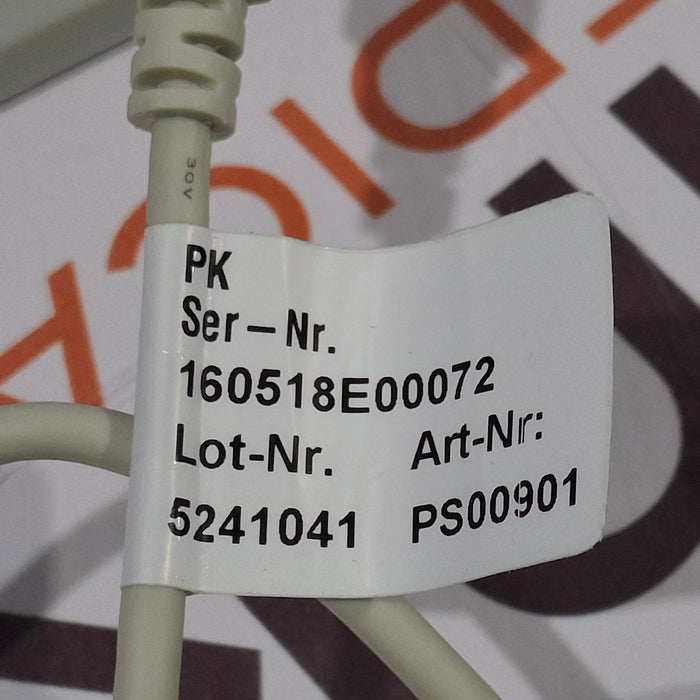 30V
PK
Ser-Nr.
160518E00072
Lot-Nr. Art-Nr:
5241041 PS00901